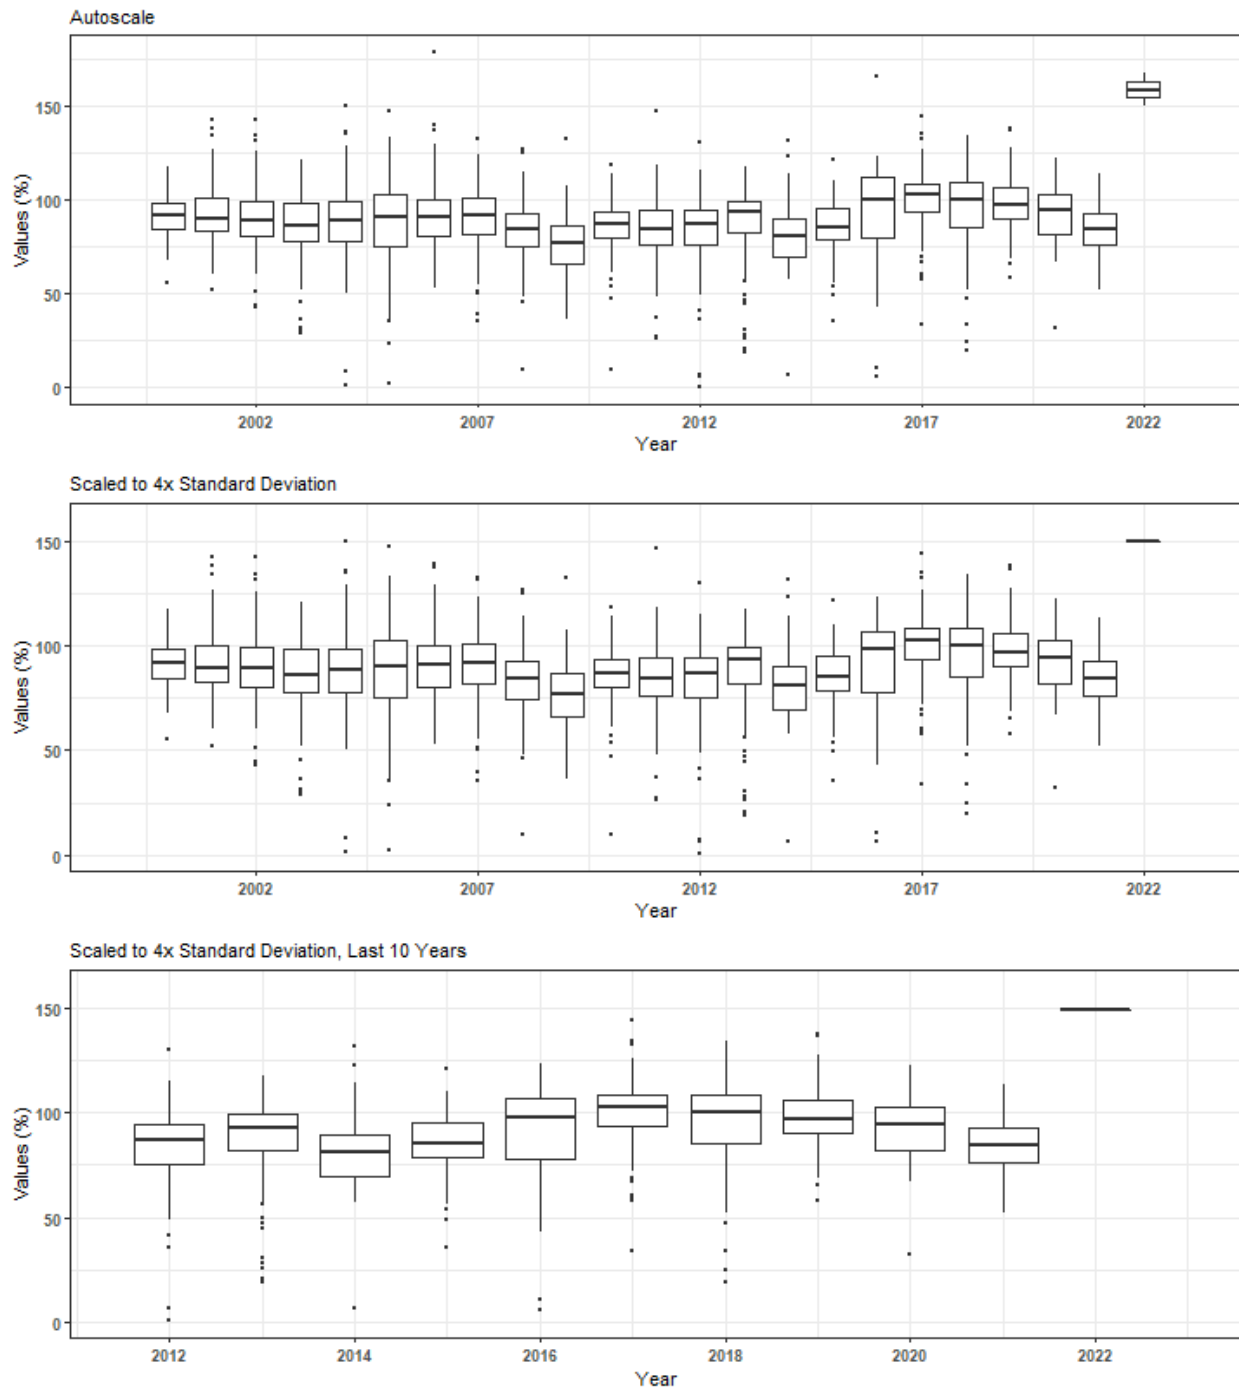 Autoscale
Values (%)
150
100
50
0
2002 2007 2012 2017 2022
Year
Scaled to 4x Standard Deviation
Values (%)
150
100
50
0
2002 2007 2012 2017 2022
Year
Scaled to 4x Standard Deviation, Last 10 Years
Values (%)
150
100
50
0
2012 2014 2016 2018 2020 2022
Year